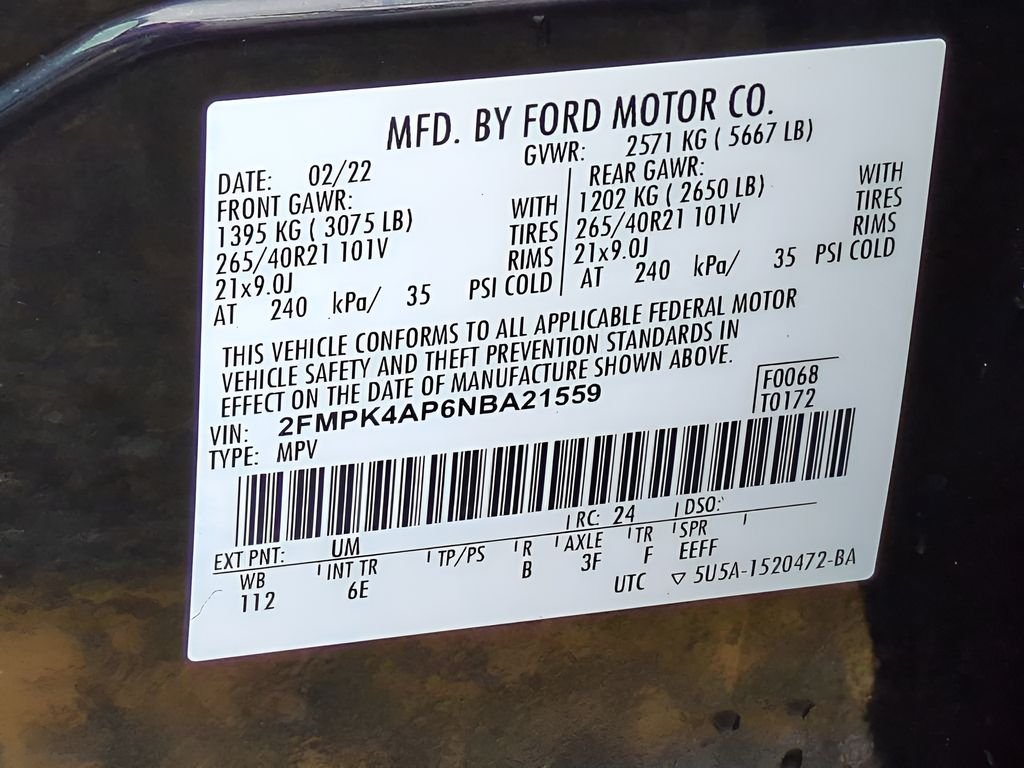 MFD. BY FORD MOTOR CO.
DATE: 02/22 GVWR: 2571 KG ( 5667 LB)
FRONT GAWR: REAR GAWR:
1395 KG ( 3075 LB) WITH 1202 KG ( 2650 LB) WITH
265/40R21 101V TIRES 265/40R21 101V TIRES
21x9.0J RIMS 21x9.0J RIMS
AT 240 kPa/ 35 PSI COLD AT 240 kPa/ 35 PSI COLD
THIS VEHICLE CONFORMS TO ALL APPLICABLE FEDERAL MOTOR
VEHICLE SAFETY AND THEFT PREVENTION STANDARDS IN
EFFECT ON THE DATE OF MANUFACTURE SHOWN ABOVE.
VIN: 2FMPK4AP6NBA21559 F0068
TYPE: MPV T0172
EXT PNT: UM RC: 24 DSO:
WB INT TR TP/PS R AXLE TR SPR
112 6E B 3F F EEFF
UTC ▽ 5U5A-1520472-BA